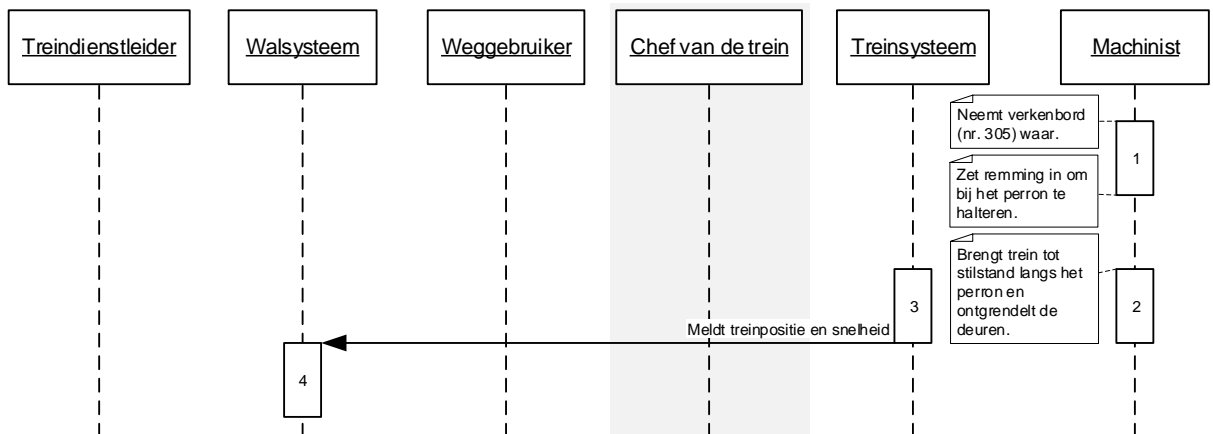 Treindienstleider
Walsysteem
Weggebruiker
Chef van de trein
Treinsysteem
Machinist
Neemt verkenbord
(nr. 305) waar.
1
Zet remming in om
bij het perron te
halteren.
Brengt trein tot
stilstand langs het
perron en
ontgrendelt de
deuren.
3
2
Meldt treinpositie en snelheid
4